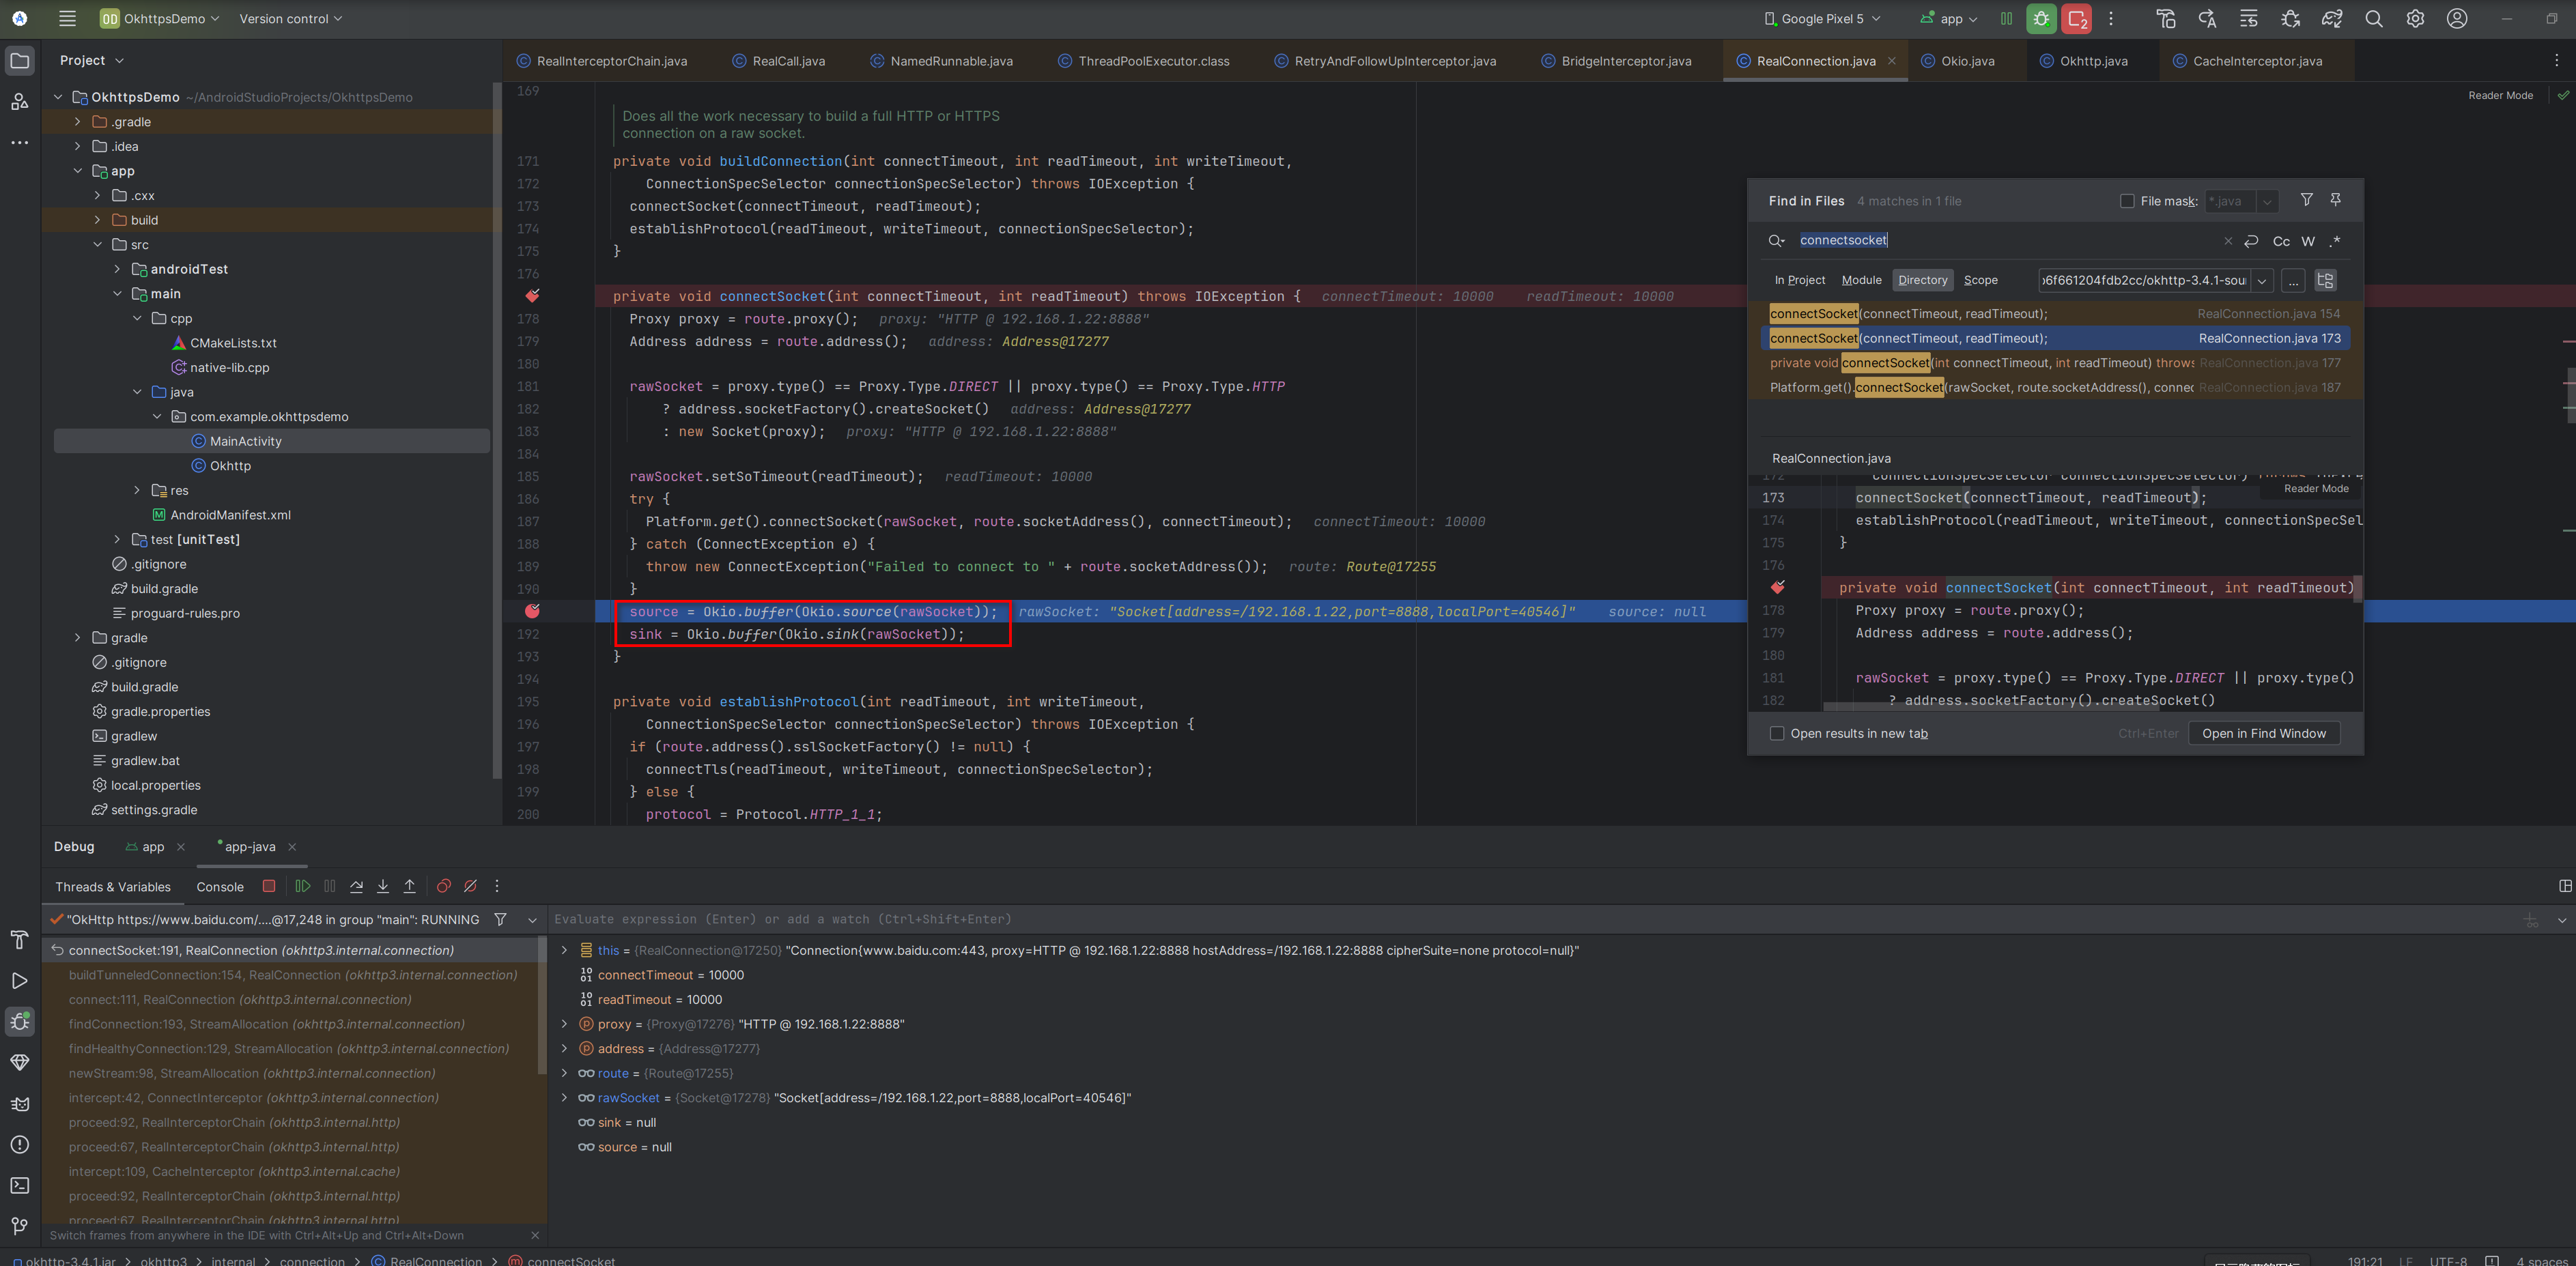 OD OkhttpsDemo Version control Google Pixel 5 app 2
Project
RealInterceptorChain.java RealCall.java NamedRunnable.java ThreadPoolExecutor.class RetryAndFollowUpInterceptor.java BridgeInterceptor.java RealConnection.java Okio.java Okhttp.java CacheInterceptor.java
OkhttpsDemo ~/AndroidStudioProjects/OkhttpsDemo
.gradle
.idea
app
.cxx
build
src
androidTest
main
cpp
CMakeLists.txt
native-lib.cpp
java
com.example.okhttpsdemo
MainActivity
Okhttp
res
AndroidManifest.xml
test [unitTest]
.gitignore
build.gradle
proguard-rules.pro
gradle
.gitignore
build.gradle
gradle.properties
gradlew
gradlew.bat
local.properties
settings.gradle
Reader Mode
169
Does all the work necessary to build a full HTTP or HTTPS
connection on a raw socket.
171 private void buildConnection(int connectTimeout, int readTimeout, int writeTimeout,
172 ConnectionSpecSelector connectionSpecSelector) throws IOException {
173 connectSocket(connectTimeout, readTimeout);
174 establishProtocol(readTimeout, writeTimeout, connectionSpecSelector);
175 }
176
private void connectSocket(int connectTimeout, int readTimeout) throws IOException { connectTimeout: 10000 readTimeout: 10000
178 Proxy proxy = route.proxy(); proxy: "HTTP @ 192.168.1.22:8888"
179 Address address = route.address(); address: Address@17277
180
181 rawSocket = proxy.type() == Proxy.Type.DIRECT || proxy.type() == Proxy.Type.HTTP
182 ? address.socketFactory().createSocket() address: Address@17277
183 : new Socket(proxy); proxy: "HTTP @ 192.168.1.22:8888"
184
185 rawSocket.setSoTimeout(readTimeout); readTimeout: 10000
186 try {
187 Platform.get().connectSocket(rawSocket, route.socketAddress(), connectTimeout); connectTimeout: 10000
188 } catch (ConnectException e) {
189 throw new ConnectException("Failed to connect to " + route.socketAddress()); route: Route@17255
190 }
source = Okio.buffer(Okio.source(rawSocket)); rawSocket: "Socket[address=/192.168.1.22,port=8888,localPort=40546]" source: null
192 sink = Okio.buffer(Okio.sink(rawSocket));
193 }
194
195 private void establishProtocol(int readTimeout, int writeTimeout,
196 ConnectionSpecSelector connectionSpecSelector) throws IOException {
197 if (route.address().sslSocketFactory() != null) {
198 connectTls(readTimeout, writeTimeout, connectionSpecSelector);
199 } else {
200 protocol = Protocol.HTTP_1_1;
Find in Files 4 matches in 1 file File mask: *.java
connectsocket Cc W .*
In Project Module Directory Scope 6f661204fdb2cc/okhttp-3.4.1-sou ...
connectSocket(connectTimeout, readTimeout); RealConnection.java 154
connectSocket(connectTimeout, readTimeout); RealConnection.java 173
private void connectSocket(int connectTimeout, int readTimeout) throws RealConnection.java 177
Platform.get().connectSocket(rawSocket, route.socketAddress(), connec RealConnection.java 187
RealConnection.java
Reader Mode
173 connectSocket(connectTimeout, readTimeout);
174 establishProtocol(readTimeout, writeTimeout, connectionSpecSel
175 }
176
private void connectSocket(int connectTimeout, int readTimeout)
178 Proxy proxy = route.proxy();
179 Address address = route.address();
180
181 rawSocket = proxy.type() == Proxy.Type.DIRECT || proxy.type()
182 ? address.socketFactory().createSocket()
Open results in new tab Ctrl+Enter Open in Find Window
Debug app app-java
Threads & Variables Console
"OkHttp https://www.baidu.com/....@17,248 in group "main": RUNNING
connectSocket:191, RealConnection (okhttp3.internal.connection)
buildTunneledConnection:154, RealConnection (okhttp3.internal.connection)
connect:111, RealConnection (okhttp3.internal.connection)
findConnection:193, StreamAllocation (okhttp3.internal.connection)
findHealthyConnection:129, StreamAllocation (okhttp3.internal.connection)
newStream:98, StreamAllocation (okhttp3.internal.connection)
intercept:42, ConnectInterceptor (okhttp3.internal.connection)
proceed:92, RealInterceptorChain (okhttp3.internal.http)
proceed:67, RealInterceptorChain (okhttp3.internal.http)
intercept:109, CacheInterceptor (okhttp3.internal.cache)
proceed:92, RealInterceptorChain (okhttp3.internal.http)
proceed:67, RealInterceptorChain (okhttp3.internal.http)
Switch frames from anywhere in the IDE with Ctrl+Alt+Up and Ctrl+Alt+Down
Evaluate expression (Enter) or add a watch (Ctrl+Shift+Enter)
this = {RealConnection@17250} "Connection{www.baidu.com:443, proxy=HTTP @ 192.168.1.22:8888 hostAddress=/192.168.1.22:8888 cipherSuite=none protocol=null}"
connectTimeout = 10000
readTimeout = 10000
proxy = {Proxy@17276} "HTTP @ 192.168.1.22:8888"
address = {Address@17277}
route = {Route@17255}
rawSocket = {Socket@17278} "Socket[address=/192.168.1.22,port=8888,localPort=40546]"
sink = null
source = null
okhttp-3.4.1.jar > okhttp3 > internal > connection > RealConnection > connectSocket 191:21 LF UTF-8 4 spaces